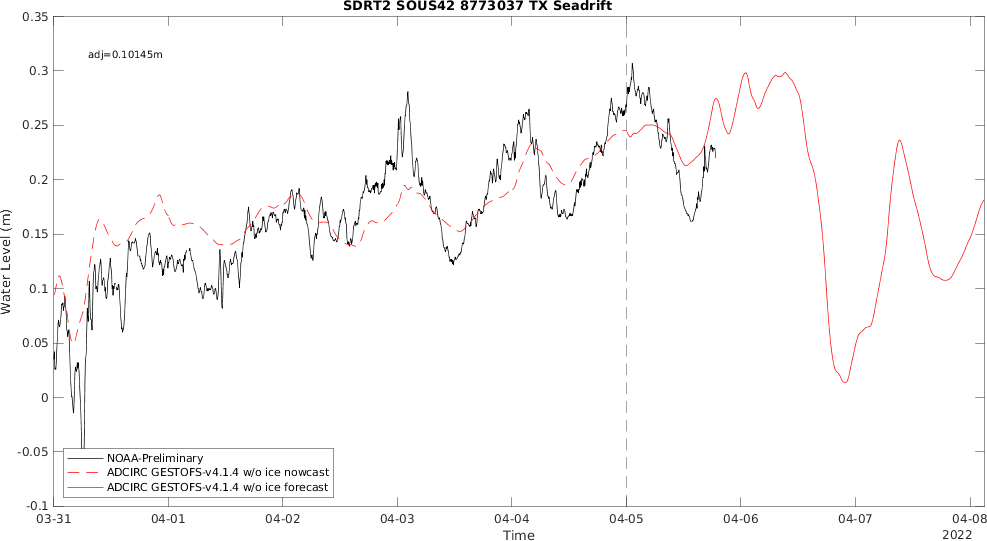 SDRT2 SOUS42 8773037 TX Seadrift
adj=0.10145m
0.35
0.3
0.25
0.2
0.15
0.1
0.05
0
-0.05
-0.1
Water Level (m)
NOAA-Preliminary
ADCIRC GESTOFS-v4.1.4 w/o ice nowcast
ADCIRC GESTOFS-v4.1.4 w/o ice forecast
03-31 04-01 04-02 04-03 04-04 04-05 04-06 04-07 04-08
Time
2022